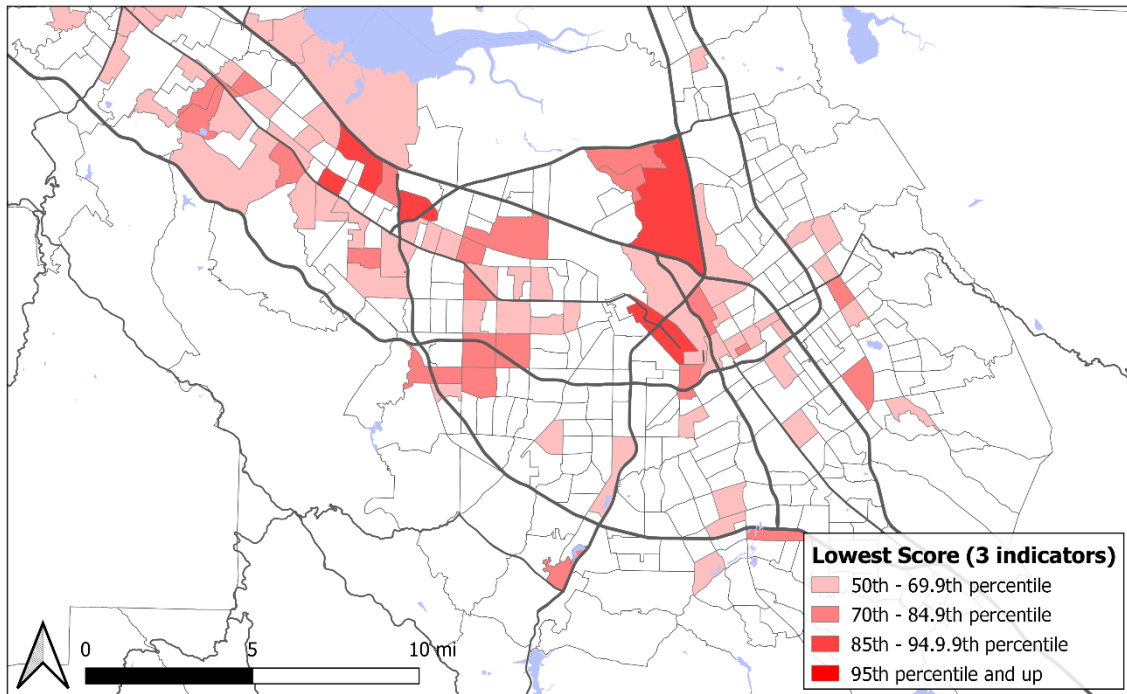 Lowest Score (3 indicators)
50th - 69.9th percentile
70th - 84.9th percentile
85th - 94.9.9th percentile
95th percentile and up
0 5 10 mi